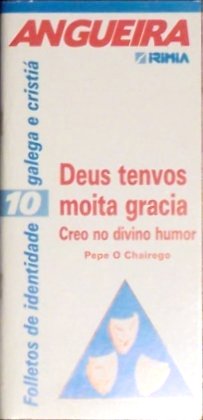 ANGUEIRA
IRIMIA
Folletos de identidade galega e cristiá
10
Deus tenvos
moita gracia
Creo no divino humor
Pepe O Chairego